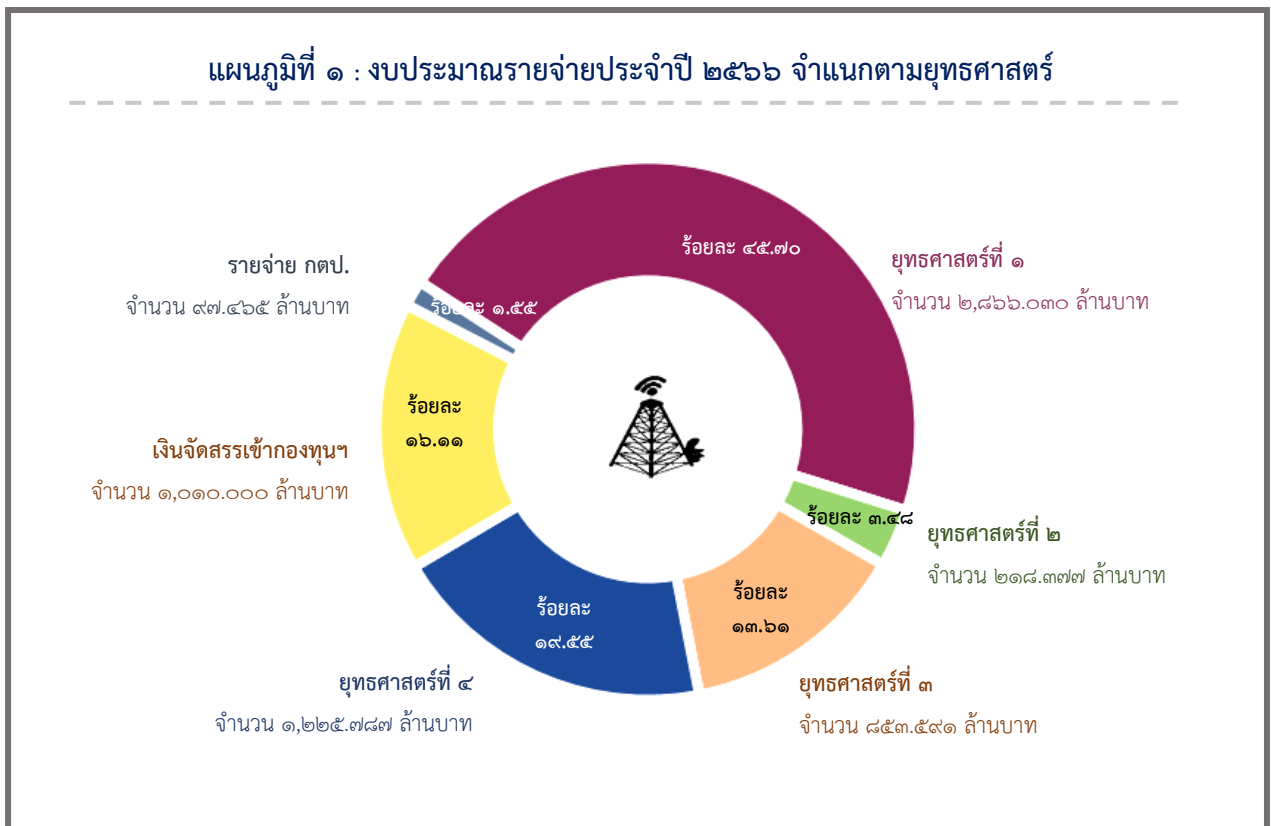 แผนภูมิที่ ๑ : งบประมาณรายจ่ายประจำปี ๒๕๖๖ จำแนกตามยุทธศาสตร์
ร้อยละ ๔๕.๗๐
ยุทธศาสตร์ที่ ๑
จำนวน ๒,๘๖๖.๐๓๐ ล้านบาท
รายจ่าย กตป.
จำนวน ๙๗.๔๖๕ ล้านบาท
ร้อยละ ๑.๕๕
ร้อยละ
๑๖.๑๑
เงินจัดสรรเข้ากองทุนฯ
จำนวน ๑,๐๑๐.๐๐๐ ล้านบาท
ร้อยละ ๓.๔๘
ยุทธศาสตร์ที่ ๒
จำนวน ๒๑๘.๓๗๗ ล้านบาท
ร้อยละ
๑๓.๖๑
ร้อยละ
๑๙.๕๕
ยุทธศาสตร์ที่ ๔
จำนวน ๑,๒๒๕.๗๘๗ ล้านบาท
ยุทธศาสตร์ที่ ๓
จำนวน ๘๕๓.๕๙๑ ล้านบาท